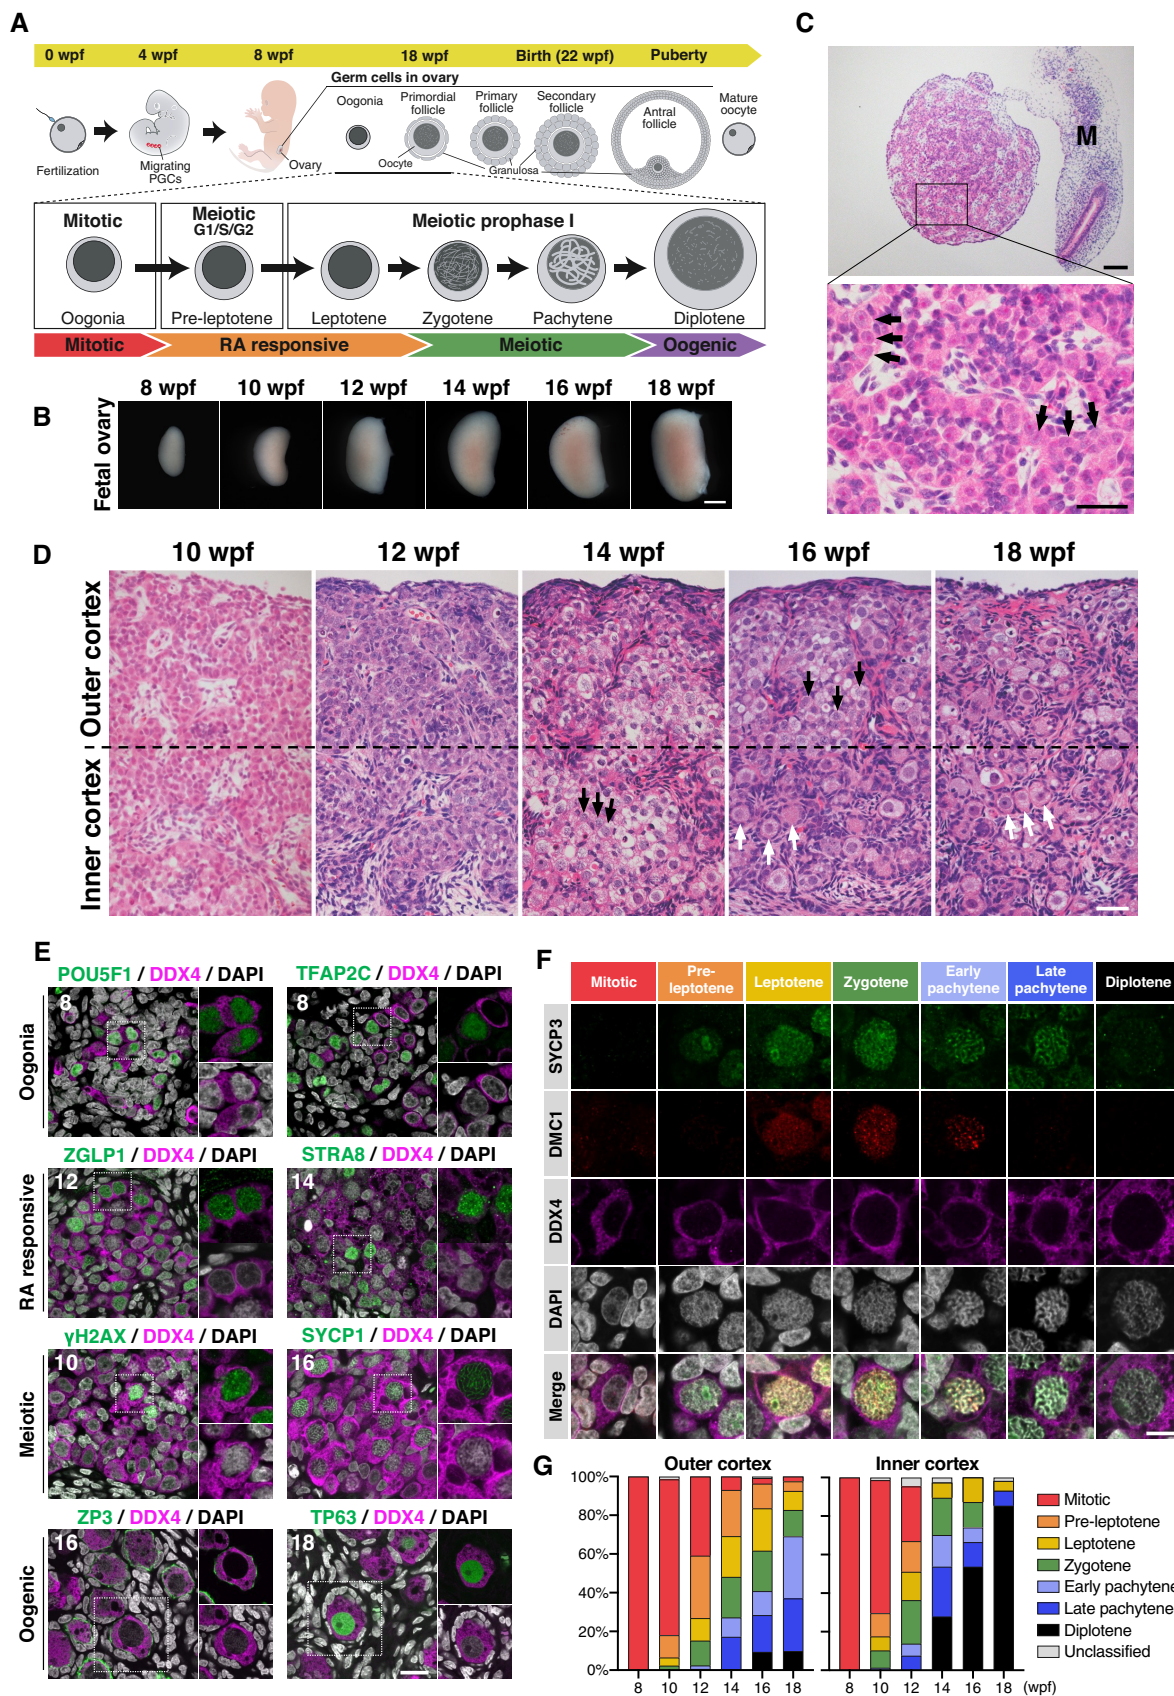 A
0 wpf
4 wpf
8 wpf
18 wpf
Birth (22 wpf)
Puberty
Germ cells in ovary
Oogonia
Primordial
follicle
Primary
follicle
Secondary
follicle
Antral
follicle
Mature
oocyte
Fertilization
Migrating
PGCs
Ovary
Oocyte
Granulosa
Mitotic
Meiotic
G1/S/G2
Meiotic prophase I
Oogonia
Pre-leptotene
Leptotene
Zygotene
Pachytene
Diplotene
Mitotic
RA responsive
Meiotic
Oogenic
B
8 wpf
10 wpf
12 wpf
14 wpf
16 wpf
18 wpf
Fetal ovary
C
M
D
10 wpf
12 wpf
14 wpf
16 wpf
18 wpf
Outer cortex
Inner cortex
E
POU5F1 / DDX4 / DAPI
TFAP2C / DDX4 / DAPI
8
8
Oogonia
ZGLP1 / DDX4 / DAPI
STRA8 / DDX4 / DAPI
12
14
RA responsive
γH2AX / DDX4 / DAPI
SYCP1 / DDX4 / DAPI
10
16
Meiotic
ZP3 / DDX4 / DAPI
TP63 / DDX4 / DAPI
16
18
Oogenic
F
Mitotic
Pre-
leptotene
Leptotene
Zygotene
Early
pachytene
Late
pachytene
Diplotene
SYCP3
DMC1
DDX4
DAPI
Merge
G
Outer cortex
Inner cortex
100%
80%
60%
40%
20%
0%
8 10 12 14 16 18
8 10 12 14 16 18 (wpf)
Mitotic
Pre-leptotene
Leptotene
Zygotene
Early pachytene
Late pachytene
Diplotene
Unclassified